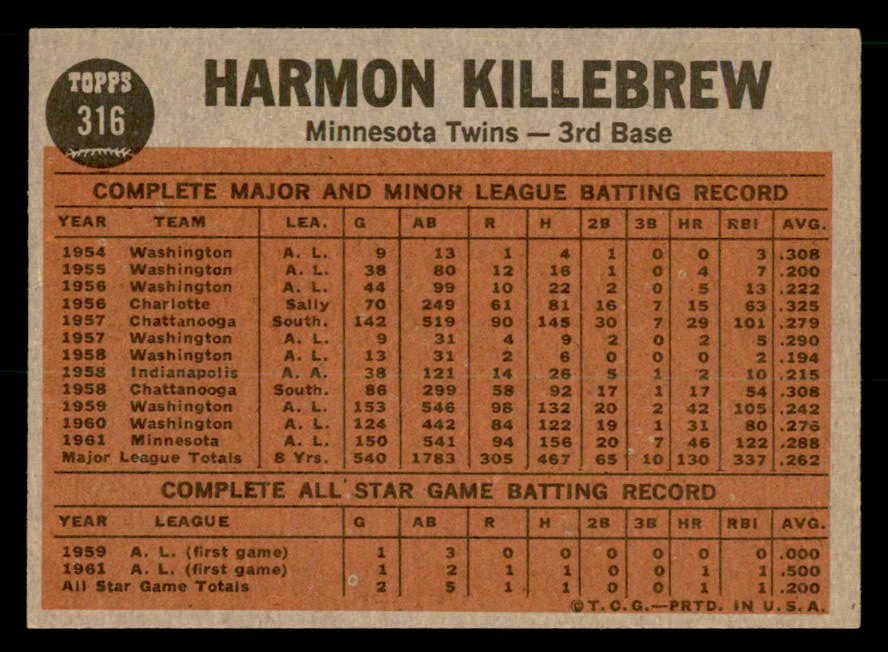 TOPPS
316
HARMON KILLEBREW
Minnesota Twins — 3rd Base
COMPLETE MAJOR AND MINOR LEAGUE BATTING RECORD
YEAR TEAM LEA. G AB R H 2B 3B HR RBI AVG.
1954 Washington A. L. 9 13 1 4 1 0 0 3 .308
1955 Washington A. L. 38 80 12 16 1 0 4 7 .200
1956 Washington A. L. 44 99 10 22 2 0 5 13 .222
1956 Charlotte Sally 70 249 61 81 16 7 15 63 .325
1957 Chattanooga South. 142 519 90 145 30 7 29 101 .279
1957 Washington A. L. 9 31 4 9 2 0 2 5 .290
1958 Washington A. L. 13 31 2 6 0 0 0 2 .194
1958 Indianapolis A. A. 38 121 14 26 5 1 2 10 .215
1958 Chattanooga South. 86 299 58 92 17 1 17 54 .308
1959 Washington A. L. 153 546 98 132 20 2 42 105 .242
1960 Washington A. L. 124 442 84 122 19 1 31 80 .276
1961 Minnesota A. L. 150 541 94 156 20 7 46 122 .288
Major League Totals 8 Yrs. 540 1783 305 467 65 10 130 337 .262
COMPLETE ALL STAR GAME BATTING RECORD
YEAR LEAGUE G AB R H 2B 3B HR RBI AVG.
1959 A. L. (first game) 1 3 0 0 0 0 0 0 .000
1961 A. L. (first game) 1 2 1 1 0 0 1 1 .500
All Star Game Totals 2 5 1 1 0 0 1 1 .200
©T.C.G.—PRTD. IN U.S.A.